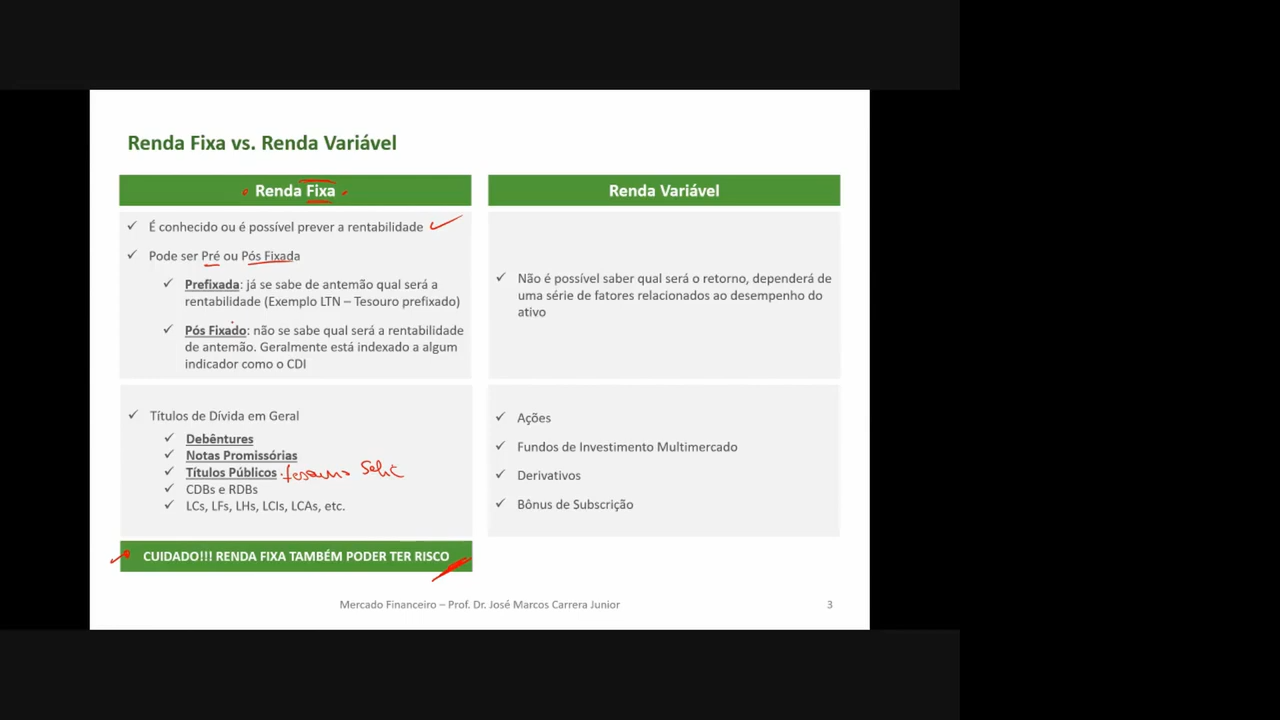 Renda Fixa vs. Renda Variável
Renda Fixa
É conhecido ou é possível prever a rentabilidade
Pode ser Pré ou Pós Fixada
Prefixada: já se sabe de antemão qual será a
rentabilidade (Exemplo LTN – Tesouro prefixado)
Pós Fixado: não se sabe qual será a rentabilidade
de antemão. Geralmente está indexado a algum
indicador como o CDI
Títulos de Dívida em Geral
Debêntures
Notas Promissórias
Títulos Públicos Tesouro Selic
CDBs e RDBs
LCs, LFs, LHs, LCIs, LCAs, etc.
CUIDADO!!! RENDA FIXA TAMBÉM PODER TER RISCO
Renda Variável
Não é possível saber qual será o retorno, dependerá de
uma série de fatores relacionados ao desempenho do
ativo
Ações
Fundos de Investimento Multimercado
Derivativos
Bônus de Subscrição
Mercado Financeiro – Prof. Dr. José Marcos Carrera Junior
3